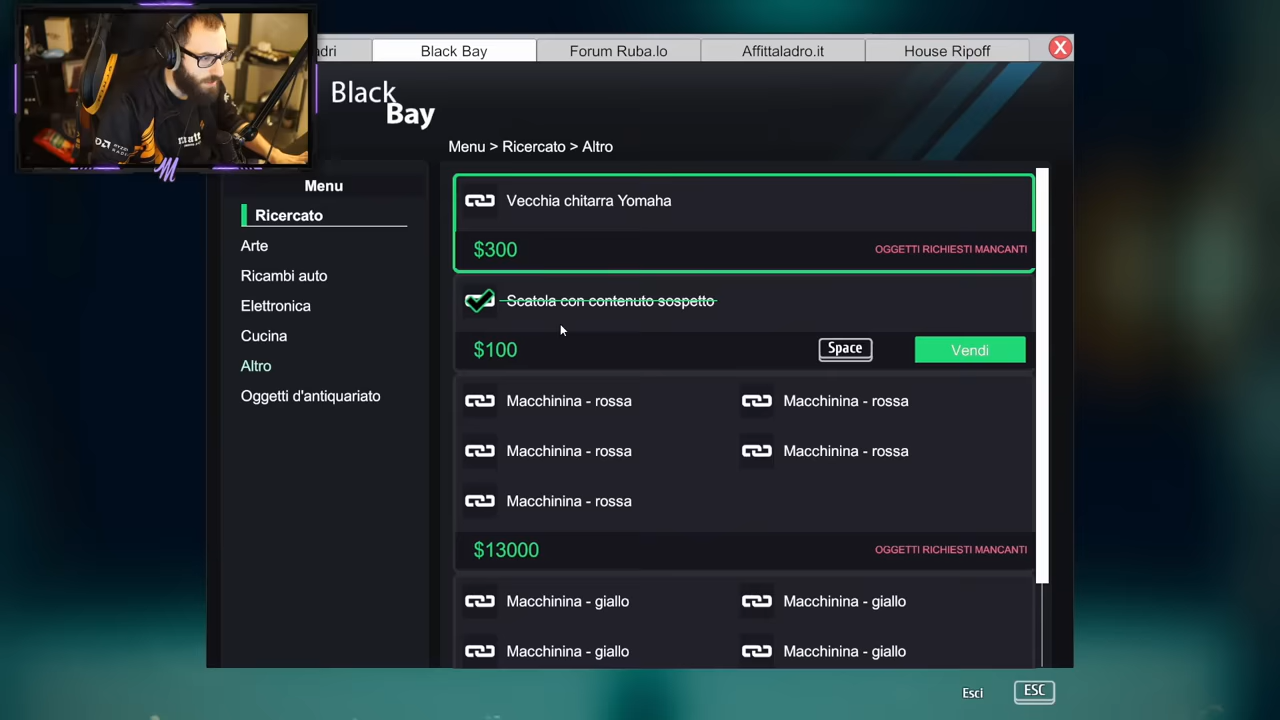 adri
Black Bay
Forum Ruba.lo
Affittaladro.it
House Ripoff
X
Black
Bay
Menu > Ricercato > Altro
Menu
Ricercato
Arte
Ricambi auto
Elettronica
Cucina
Altro
Oggetti d'antiquariato
Vecchia chitarra Yomaha
$300
OGGETTI RICHIESTI MANCANTI
Scatola con contenuto sospetto
$100
Space
Vendi
Macchinina - rossa
Macchinina - rossa
Macchinina - rossa
Macchinina - rossa
Macchinina - rossa
$13000
OGGETTI RICHIESTI MANCANTI
Macchinina - giallo
Macchinina - giallo
Macchinina - giallo
Macchinina - giallo
Esci
ESC